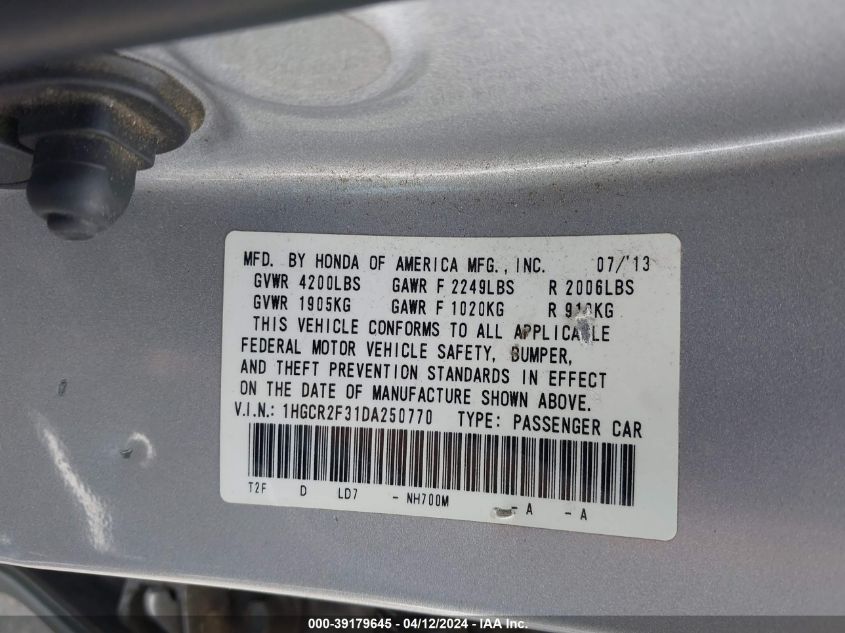 MFD. BY HONDA OF AMERICA MFG., INC. 07/'13
GVWR 4200LBS GAWR F 2249LBS R 2006LBS
GVWR 1905KG GAWR F 1020KG R 910KG
THIS VEHICLE CONFORMS TO ALL APPLICABLE
FEDERAL MOTOR VEHICLE SAFETY, BUMPER,
AND THEFT PREVENTION STANDARDS IN EFFECT
ON THE DATE OF MANUFACTURE SHOWN ABOVE.
V.I.N.: 1HGCR2F31DA250770 TYPE: PASSENGER CAR
T2F D LD7 - NH700M - A - A
000-39179645 - 04/12/2024 - IAA Inc.